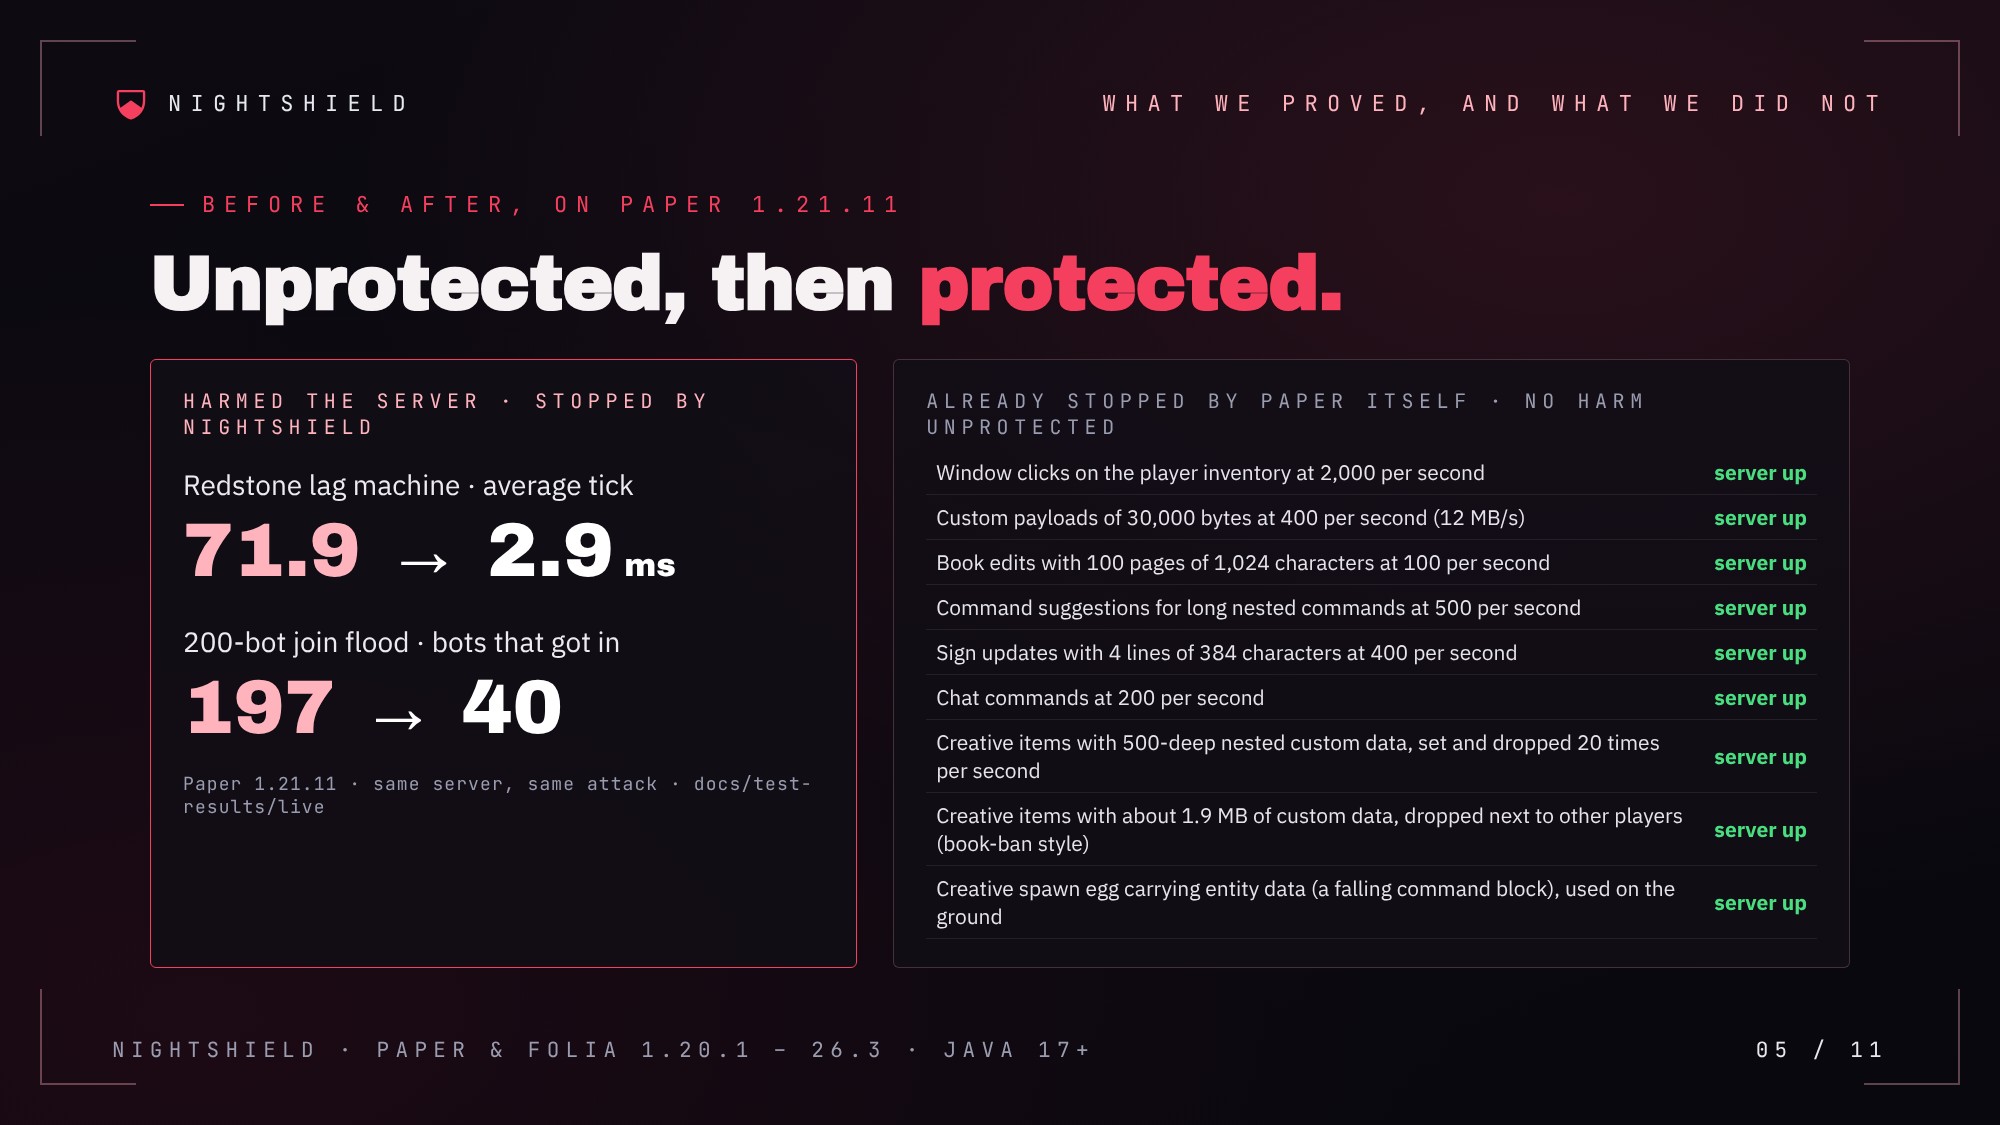 NIGHTSHIELD
WHAT WE PROVED, AND WHAT WE DID NOT
BEFORE & AFTER, ON PAPER 1.21.11
Unprotected, then protected.
HARMED THE SERVER · STOPPED BY
NIGHTSHIELD
Redstone lag machine · average tick
71.9 → 2.9 ms
200-bot join flood · bots that got in
197 → 40
Paper 1.21.11 · same server, same attack · docs/test-
results/live
ALREADY STOPPED BY PAPER ITSELF · NO HARM
UNPROTECTED
Window clicks on the player inventory at 2,000 per second server up
Custom payloads of 30,000 bytes at 400 per second (12 MB/s) server up
Book edits with 100 pages of 1,024 characters at 100 per second server up
Command suggestions for long nested commands at 500 per second server up
Sign updates with 4 lines of 384 characters at 400 per second server up
Chat commands at 200 per second server up
Creative items with 500-deep nested custom data, set and dropped 20 times
per second server up
Creative items with about 1.9 MB of custom data, dropped next to other players
(book-ban style) server up
Creative spawn egg carrying entity data (a falling command block), used on the
ground server up
NIGHTSHIELD · PAPER & FOLIA 1.20.1 – 26.3 · JAVA 17+
05 / 11